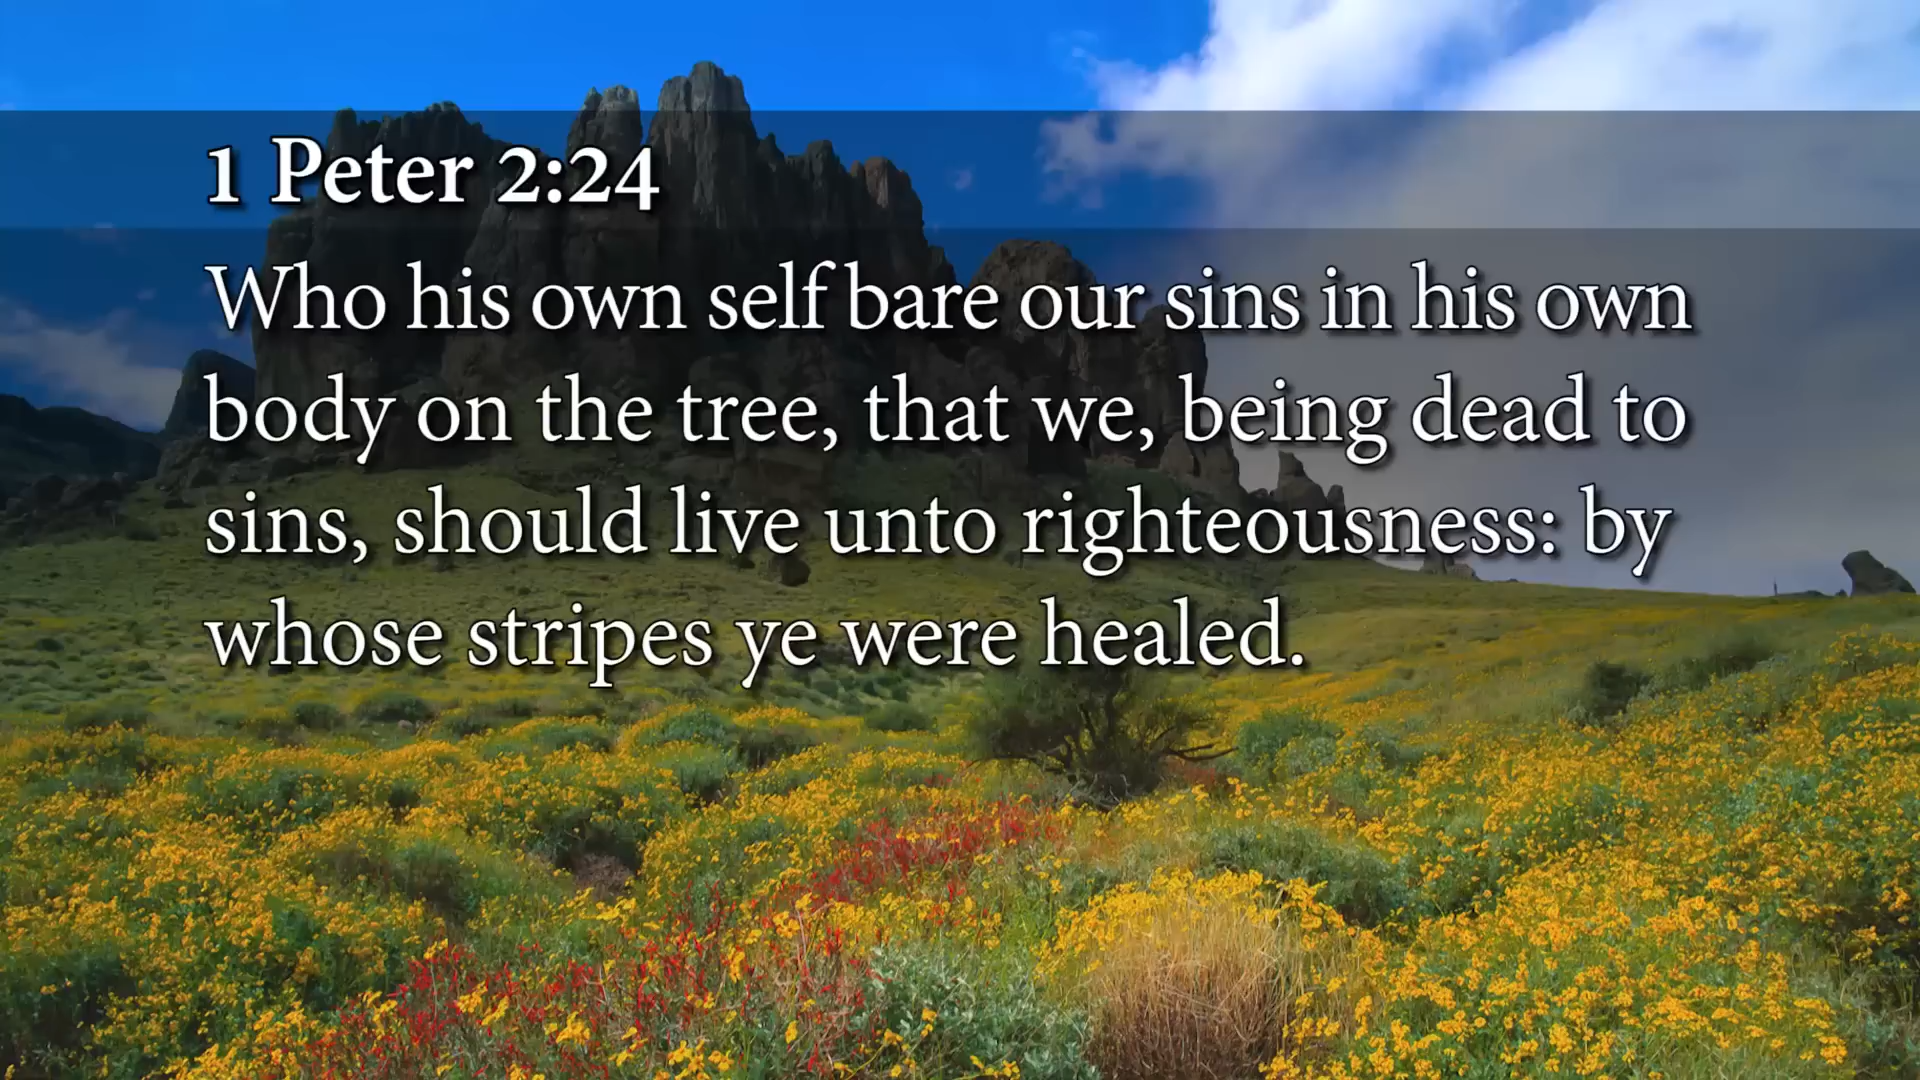 1 Peter 2:24
Who his own self bare our sins in his own
body on the tree, that we, being dead to
sins, should live unto righteousness: by
whose stripes ye were healed.